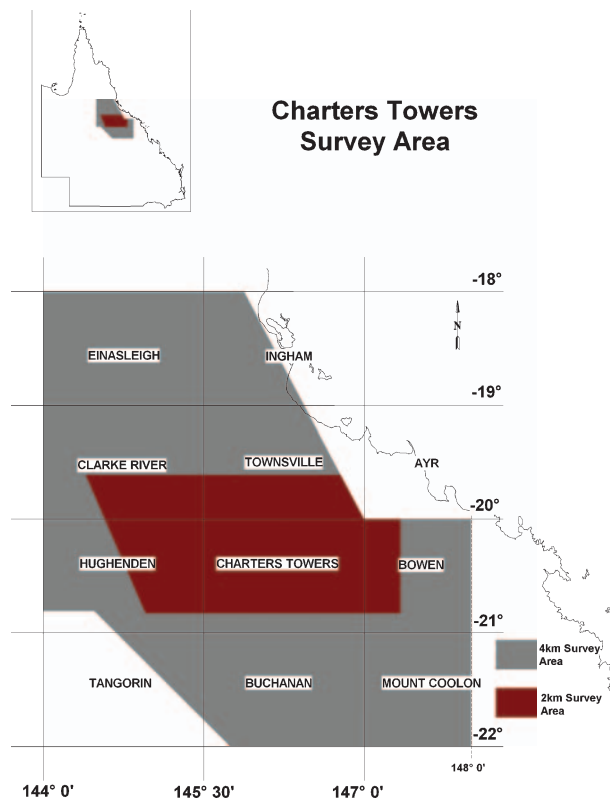 Charters Towers
Survey Area
-18°
N
EINASLEIGH
INGHAM
-19°
CLARKE RIVER
TOWNSVILLE
AYR
-20°
HUGHENDEN
CHARTERS TOWERS
BOWEN
-21°
4km Survey
Area
TANGORIN
BUCHANAN
MOUNT COOLON
2km Survey
Area
-22°
144° 0'
145° 30'
147° 0'
148° 0'